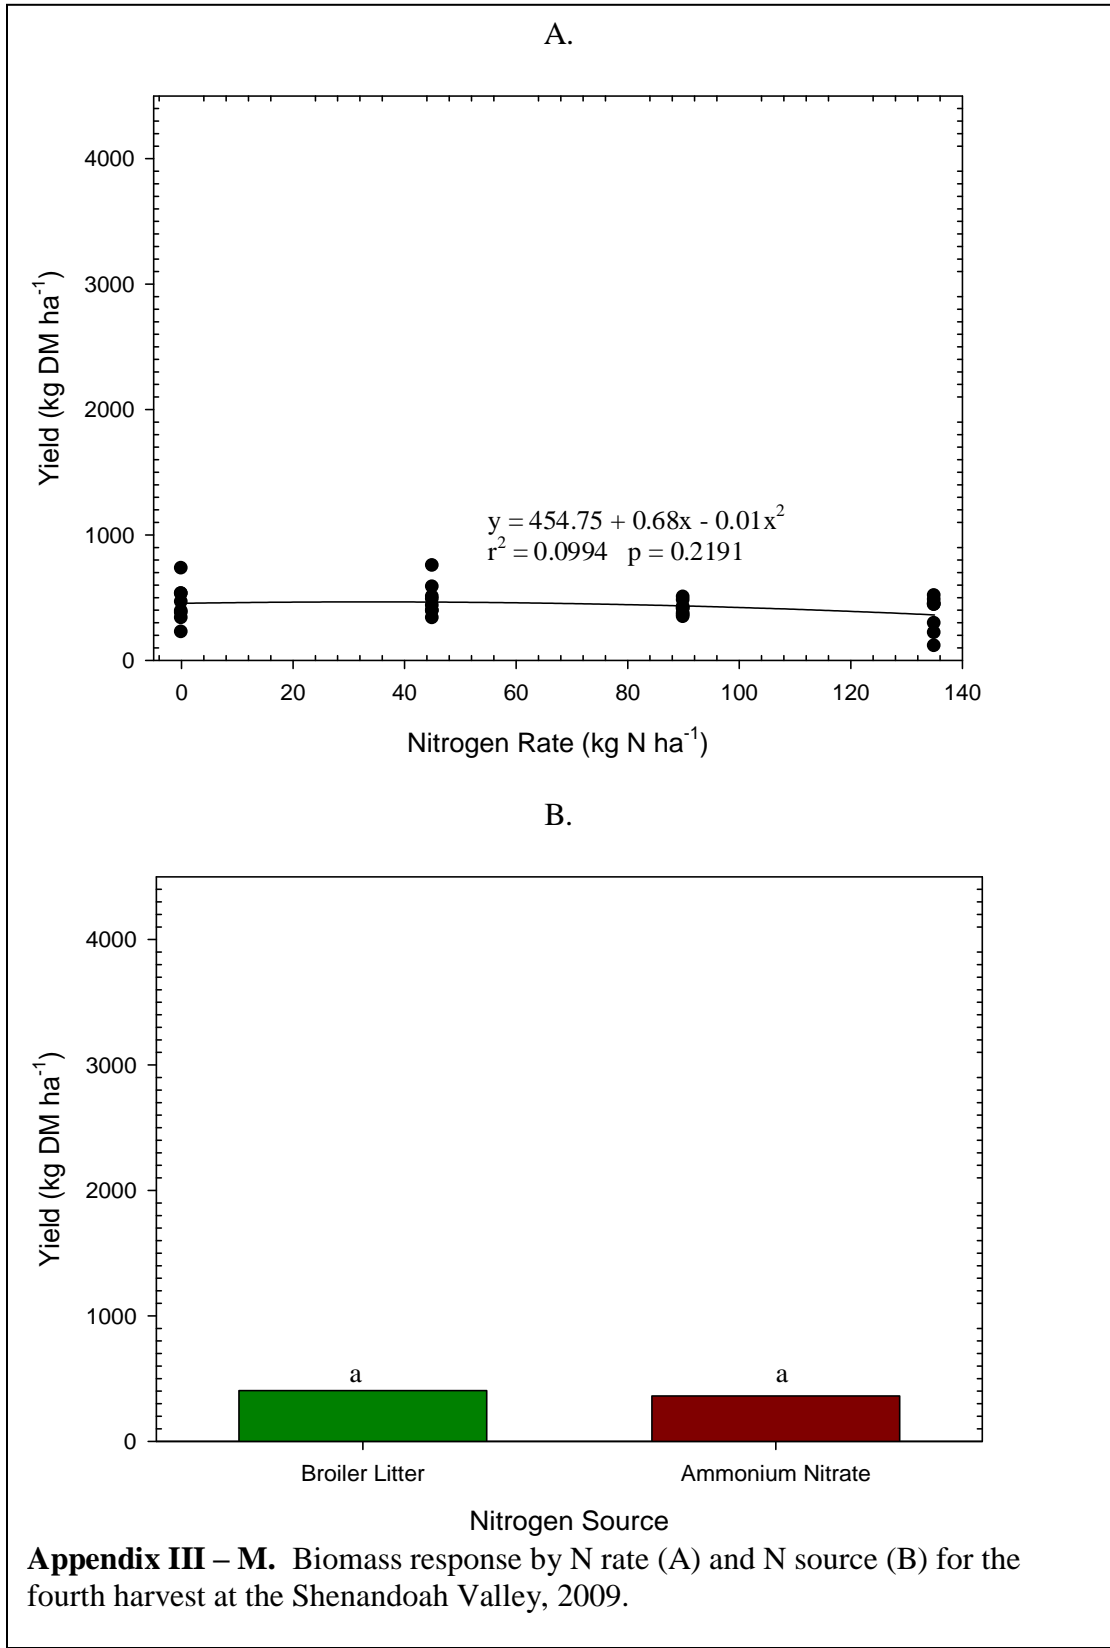 A.
4000
3000
2000
1000
0
Yield (kg DM ha⁻¹)
y = 454.75 + 0.68x - 0.01x²
r² = 0.0994 p = 0.2191
0 20 40 60 80 100 120 140
Nitrogen Rate (kg N ha⁻¹)
B.
4000
3000
2000
1000
0
Yield (kg DM ha⁻¹)
a a
Broiler Litter Ammonium Nitrate
Nitrogen Source
Appendix III – M. Biomass response by N rate (A) and N source (B) for the
fourth harvest at the Shenandoah Valley, 2009.